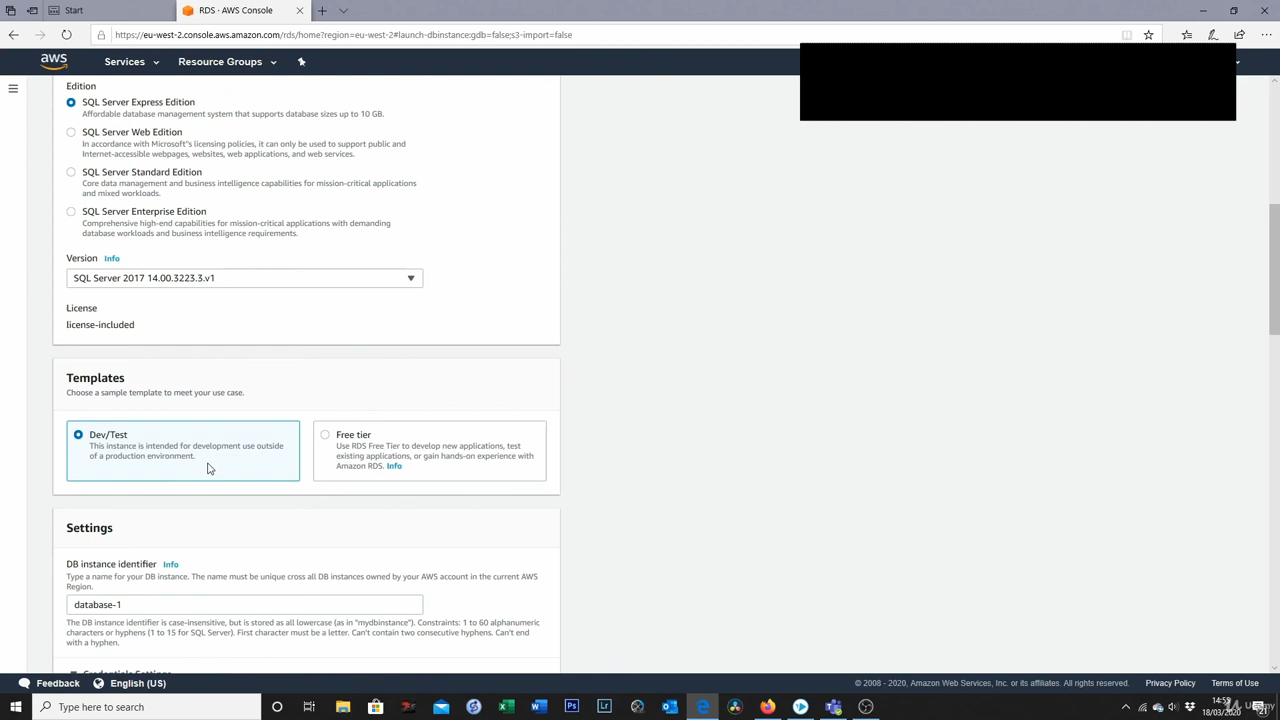 Start
RDS · AWS Console
https://eu-west-2.console.aws.amazon.com/rds/home?region=eu-west-2#launch-dbinstance:gdb=false;s3-import=false
aws
Services
Resource Groups
Edition
SQL Server Express Edition
Affordable database management system that supports database sizes up to 10 GB.
SQL Server Web Edition
In accordance with Microsoft's licensing policies, it can only be used to support public and
Internet-accessible webpages, websites, web applications, and web services.
SQL Server Standard Edition
Core data management and business intelligence capabilities for mission-critical applications
and mixed workloads.
SQL Server Enterprise Edition
Comprehensive high-end capabilities for mission-critical applications with demanding
database workloads and business intelligence requirements.
Version Info
SQL Server 2017 14.00.3223.3.v1
License
license-included
Templates
Choose a sample template to meet your use case.
Dev/Test
This instance is intended for development use outside
of a production environment.
Free tier
Use RDS Free Tier to develop new applications, test
existing applications, or gain hands-on experience with
Amazon RDS. Info
Settings
DB instance identifier Info
Type a name for your DB instance. The name must be unique cross all DB instances owned by your AWS account in the current AWS
Region.
database-1
The DB instance identifier is case-insensitive, but is stored as all lowercase (as in "mydbinstance"). Constraints: 1 to 60 alphanumeric
characters or hyphens (1 to 15 for SQL Server). First character must be a letter. Can't contain two consecutive hyphens. Can't end
with a hyphen.
Credentials Settings
Feedback
English (US)
© 2008 - 2020, Amazon Web Services, Inc. or its affiliates. All rights reserved.
Privacy Policy
Terms of Use
Type here to search
14:58
18/03/2020
Udemy